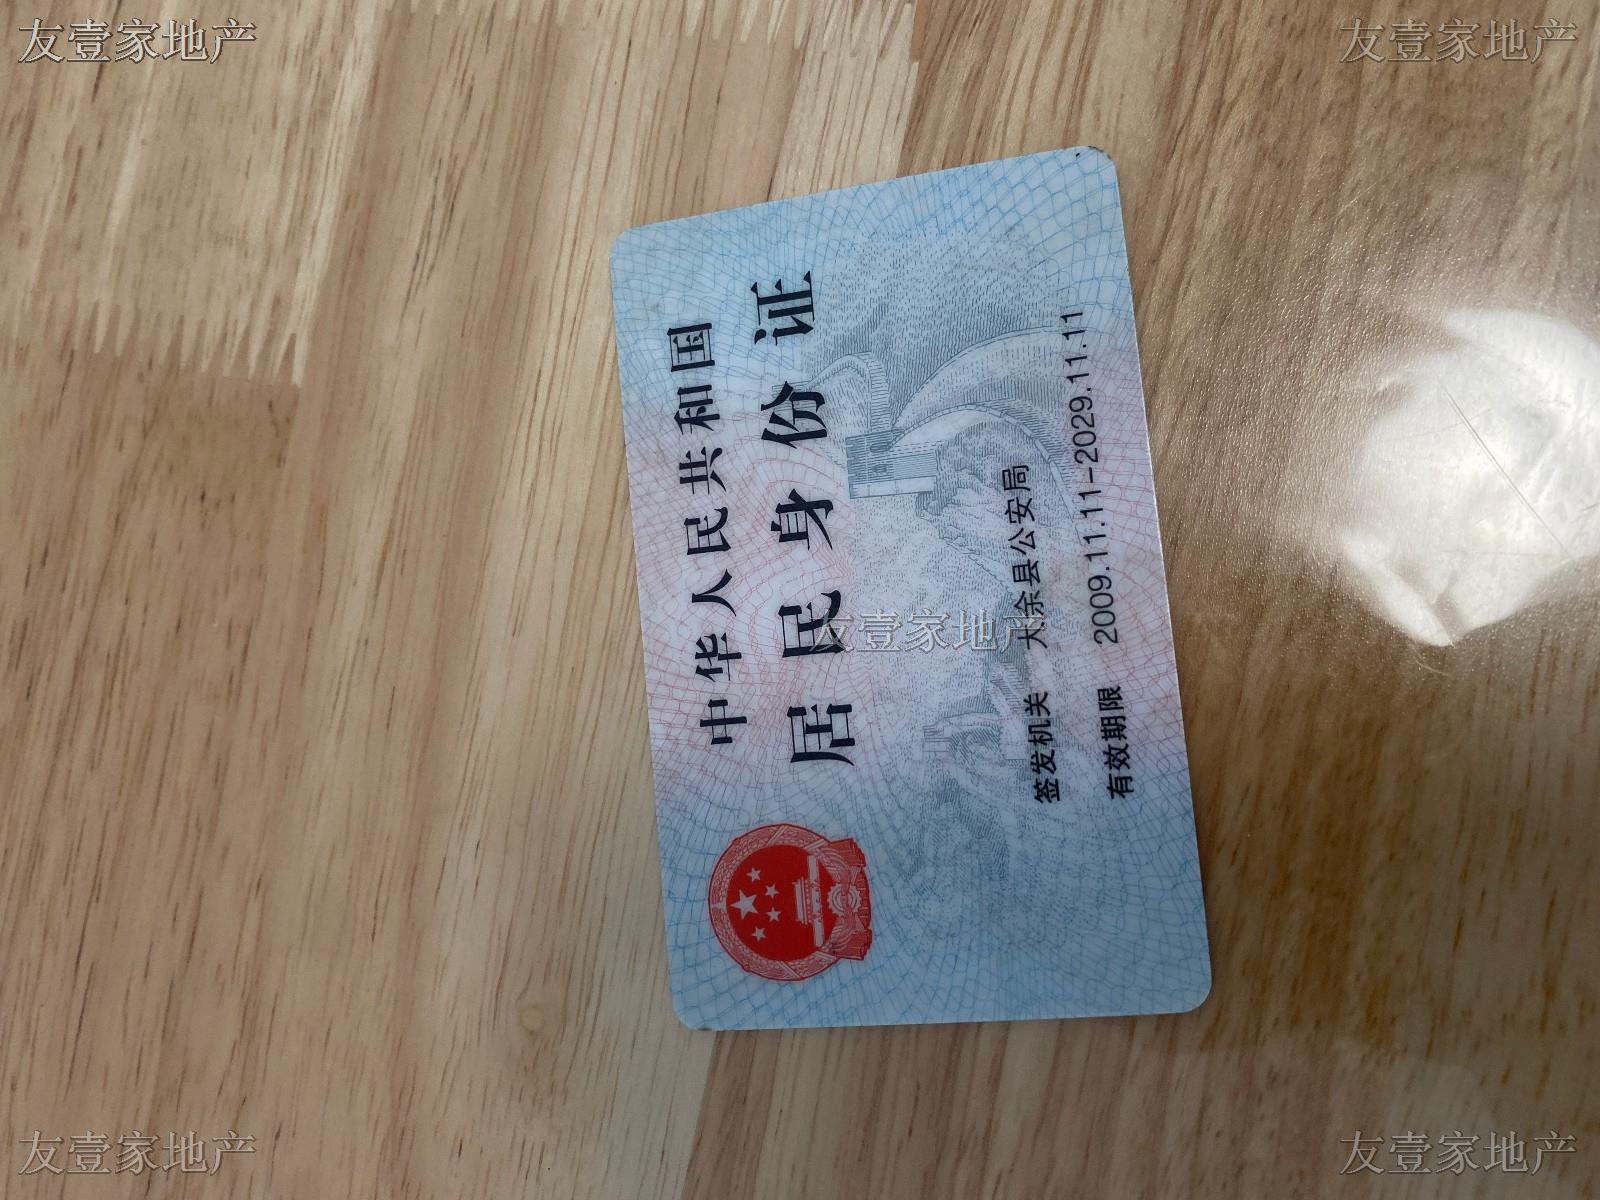 友壹家地产
友壹家地产
中华人民共和国
居民身份证
友壹家地产
签发机关 大余县公安局
有效期限 2009.11.11-2029.11.11
友壹家地产
友壹家地产